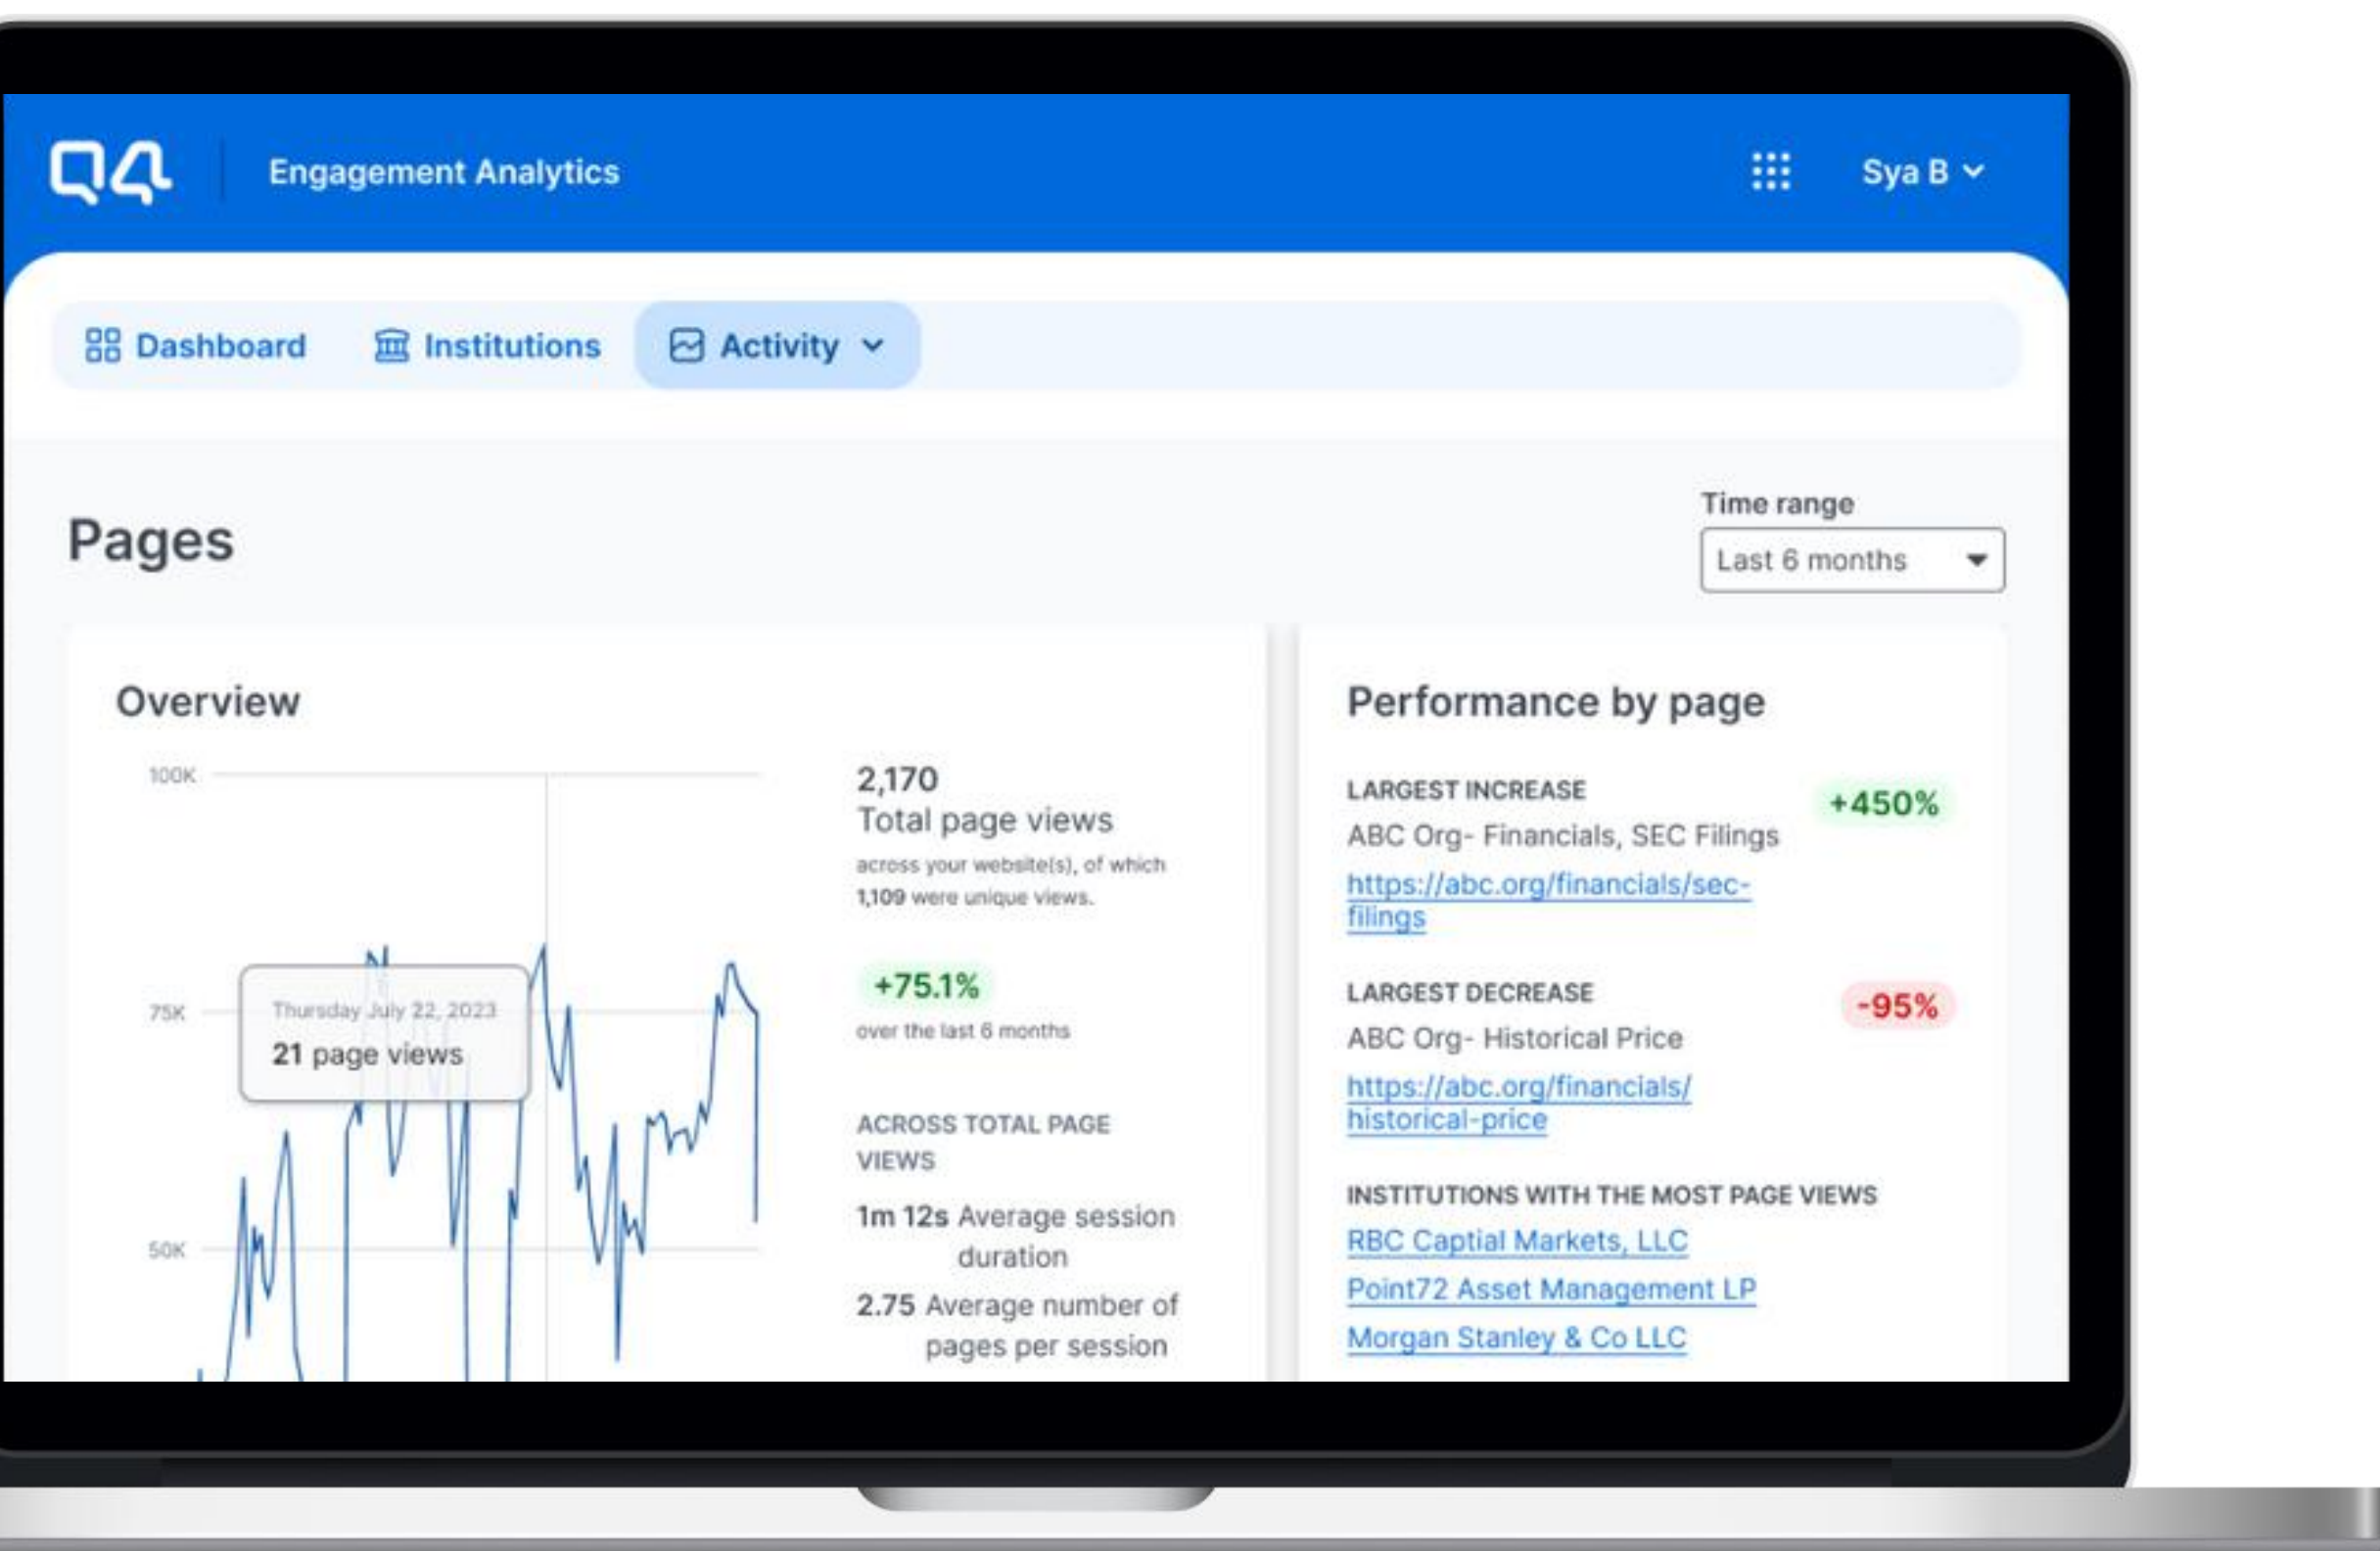 Q4
Engagement Analytics
Sya B
Dashboard
Institutions
Activity
Pages
Time range
Last 6 months
Overview
100K
75K
50K
Thursday July 22, 2023
21 page views
2,170
Total page views
across your website(s), of which
1,109 were unique views.
+75.1%
over the last 6 months
ACROSS TOTAL PAGE
VIEWS
1m 12s Average session
duration
2.75 Average number of
pages per session
Performance by page
LARGEST INCREASE
+450%
ABC Org- Financials, SEC Filings
https://abc.org/financials/sec-
filings
LARGEST DECREASE
-95%
ABC Org- Historical Price
https://abc.org/financials/
historical-price
INSTITUTIONS WITH THE MOST PAGE VIEWS
RBC Captial Markets, LLC
Point72 Asset Management LP
Morgan Stanley & Co LLC